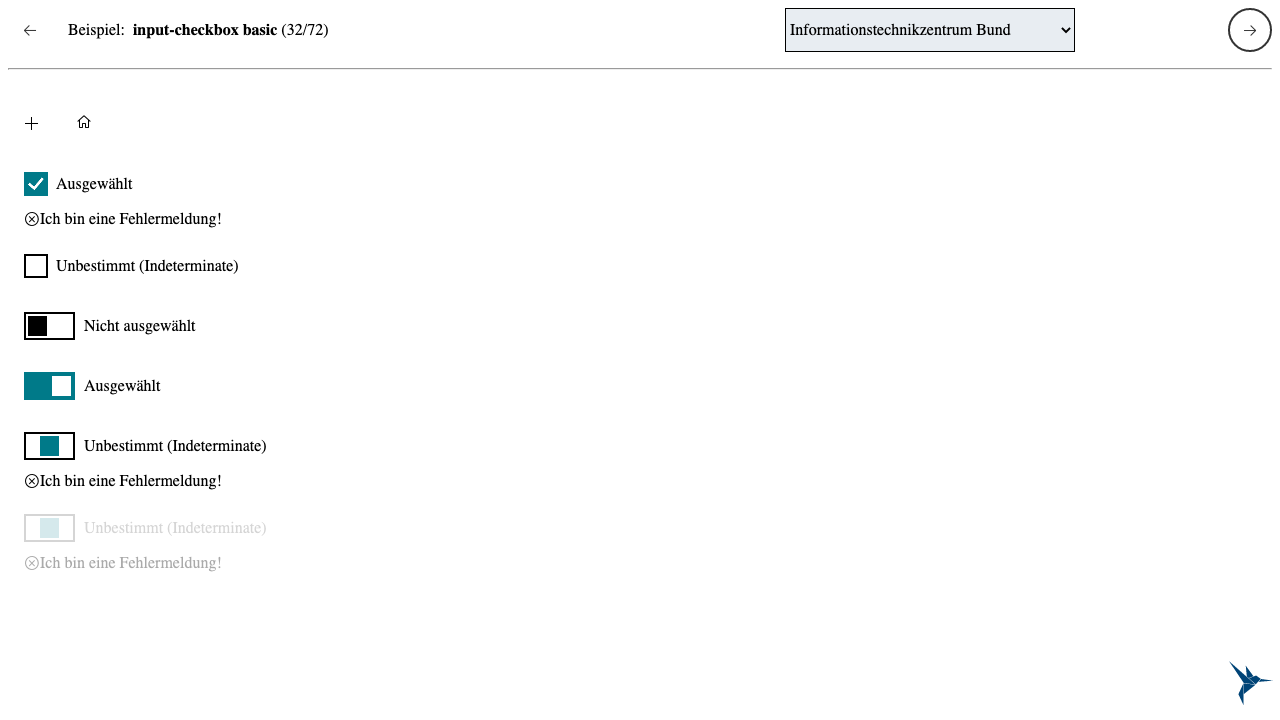 Beispiel: input-checkbox basic (32/72)
Informationstechnikzentrum Bund
Ausgewählt
Ich bin eine Fehlermeldung!
Unbestimmt (Indeterminate)
Nicht ausgewählt
Ausgewählt
Unbestimmt (Indeterminate)
Ich bin eine Fehlermeldung!
Unbestimmt (Indeterminate)
Ich bin eine Fehlermeldung!